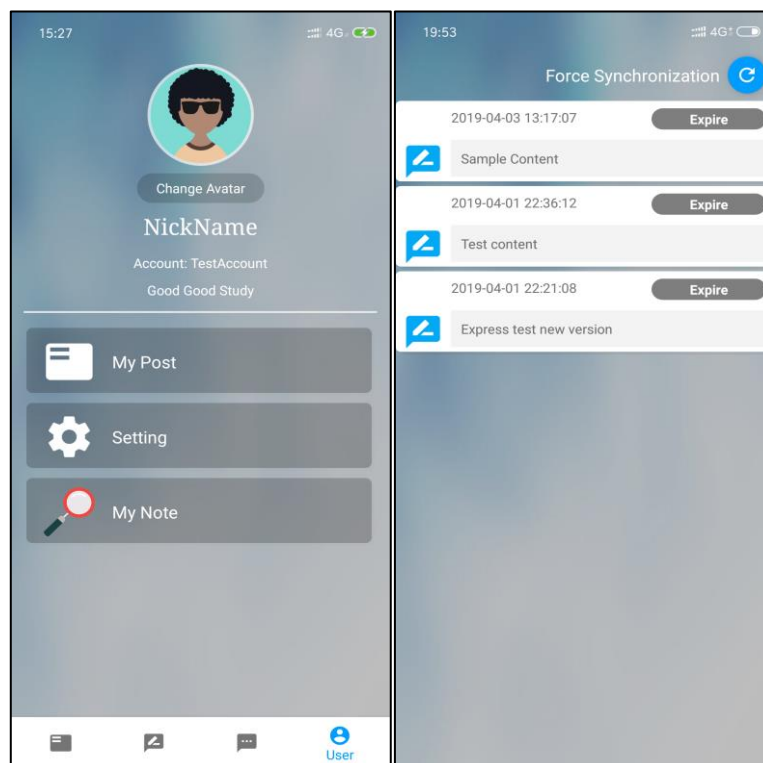 15:27
4G
Change Avatar
NickName
Account: TestAccount
Good Good Study
My Post
Setting
My Note
User
19:53
4G
Force Synchronization
2019-04-03 13:17:07
Expire
Sample Content
2019-04-01 22:36:12
Expire
Test content
2019-04-01 22:21:08
Expire
Express test new version